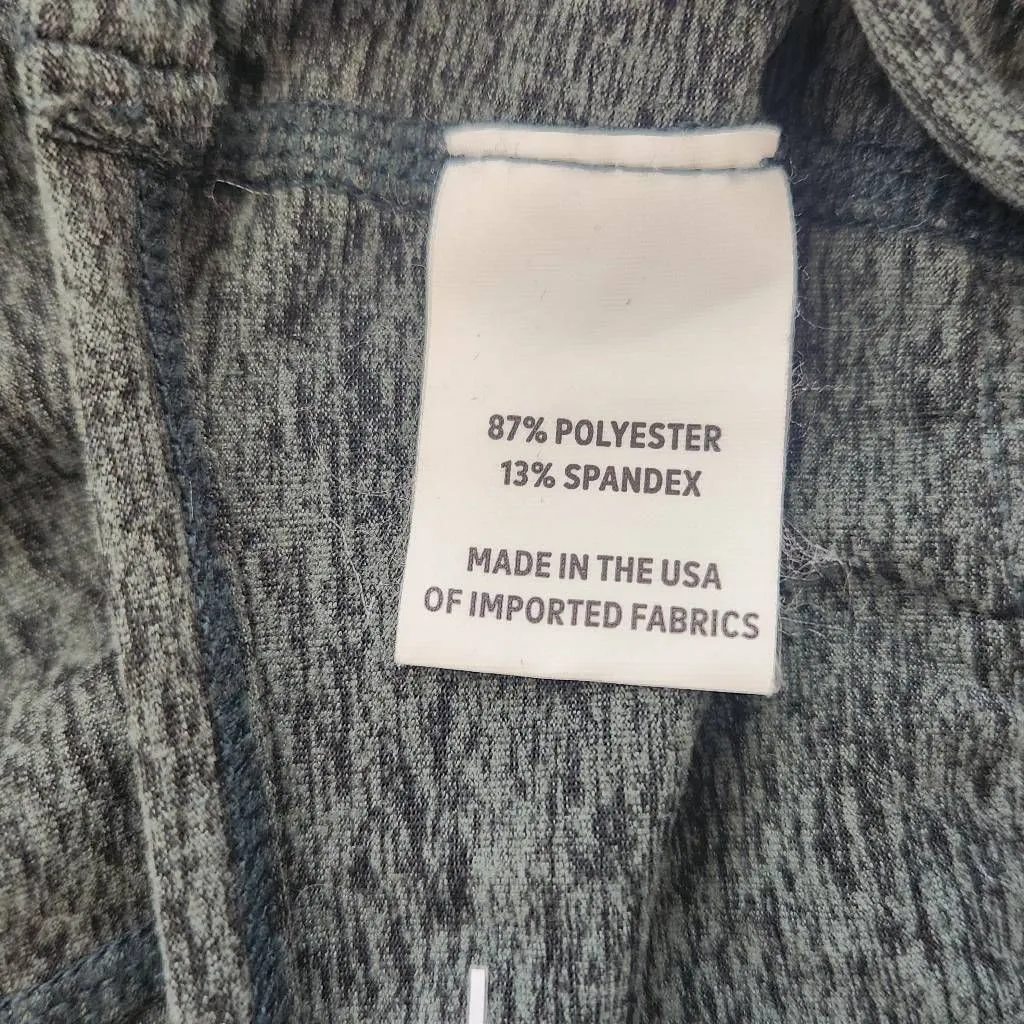 87% POLYESTER
13% SPANDEX
MADE IN THE USA
OF IMPORTED FABRICS